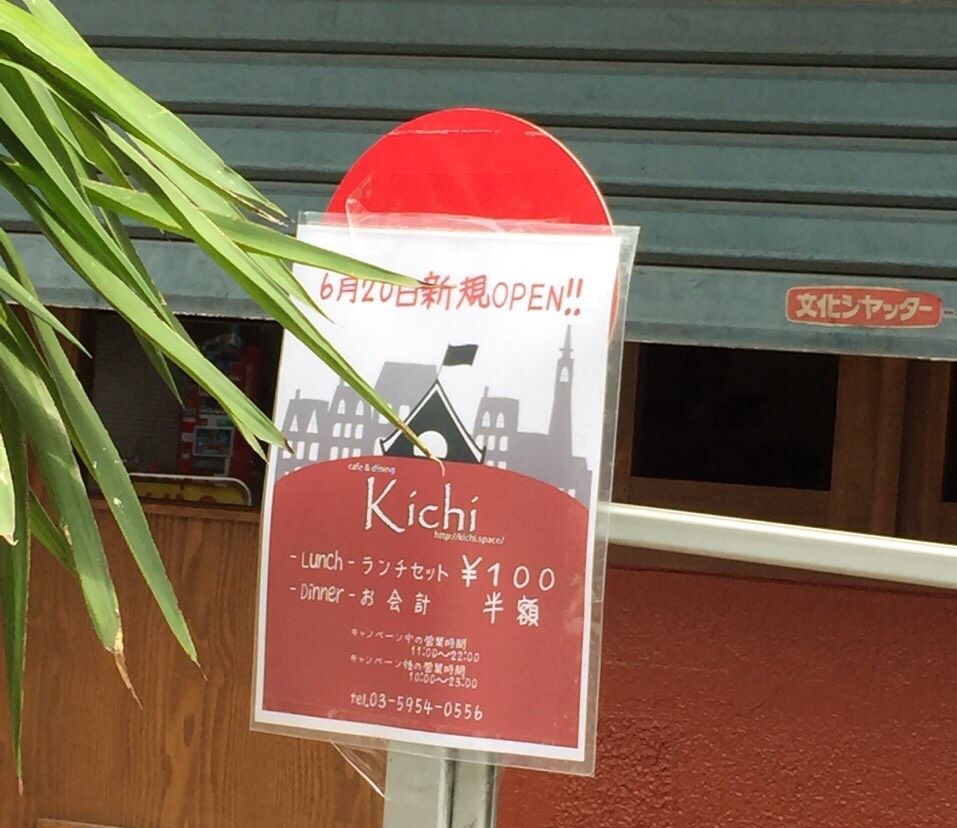 6月20日新規OPEN!!
文化シヤッター
cafe & dining
Kichi
http://kichi.space/
-Lunch-ランチセット ¥100
-Dinner-お会計 半額
キャンペーン中の営業時間
11:00~22:00
キャンペーン後の営業時間
10:00~23:00
tel.03-5954-0556